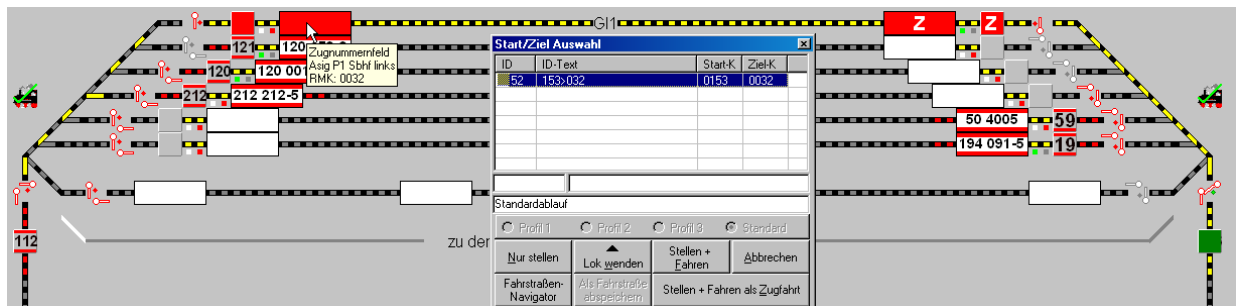 Gl1
Z
Z
121
120
Zugnummernfeld
Asig P1 Sbhf links
RMK: 0032
120
120 001
212
212 212-5
112
zu der
Start/Ziel Auswahl
ID
ID-Text
Start-K
Ziel-K
52
153>032
0153
0032
Standardablauf
Profil 1
Profil 2
Profil 3
Standard
Nur stellen
Lok wenden
Stellen +
Fahren
Abbrechen
Fahrstraßen-
Navigator
Als Fahrstraße
abspeichern
Stellen + Fahren als Zugfahrt
50 4005
59
194 091-5
19